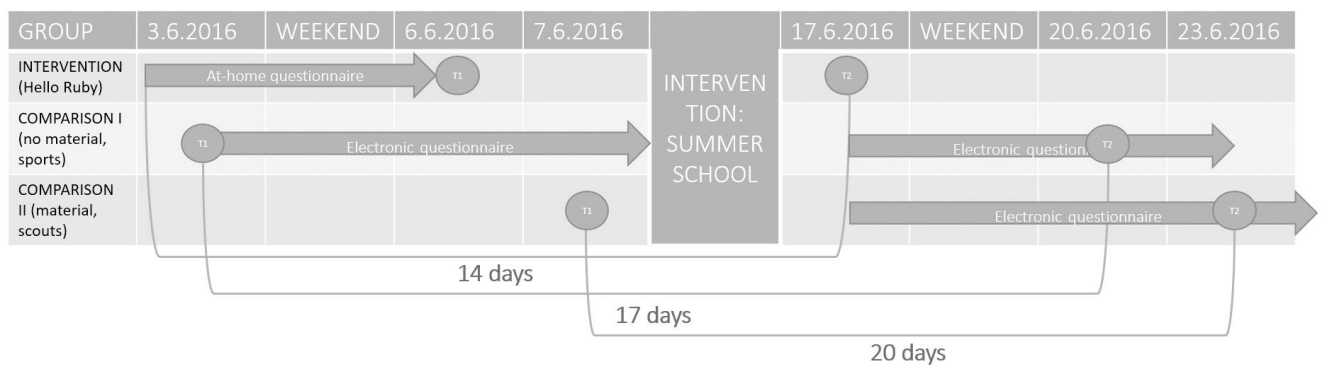 GROUP 3.6.2016 WEEKEND 6.6.2016 7.6.2016 17.6.2016 WEEKEND 20.6.2016 23.6.2016
INTERVENTION
(Hello Ruby)
At-home questionnaire
T1
T2
INTERVEN
TION:
SUMMER
SCHOOL
COMPARISON I
(no material,
sports)
T1
Electronic questionnaire
Electronic question
T2
COMPARISON
II (material,
scouts)
T1
Electronic questionnaire
T2
14 days
17 days
20 days